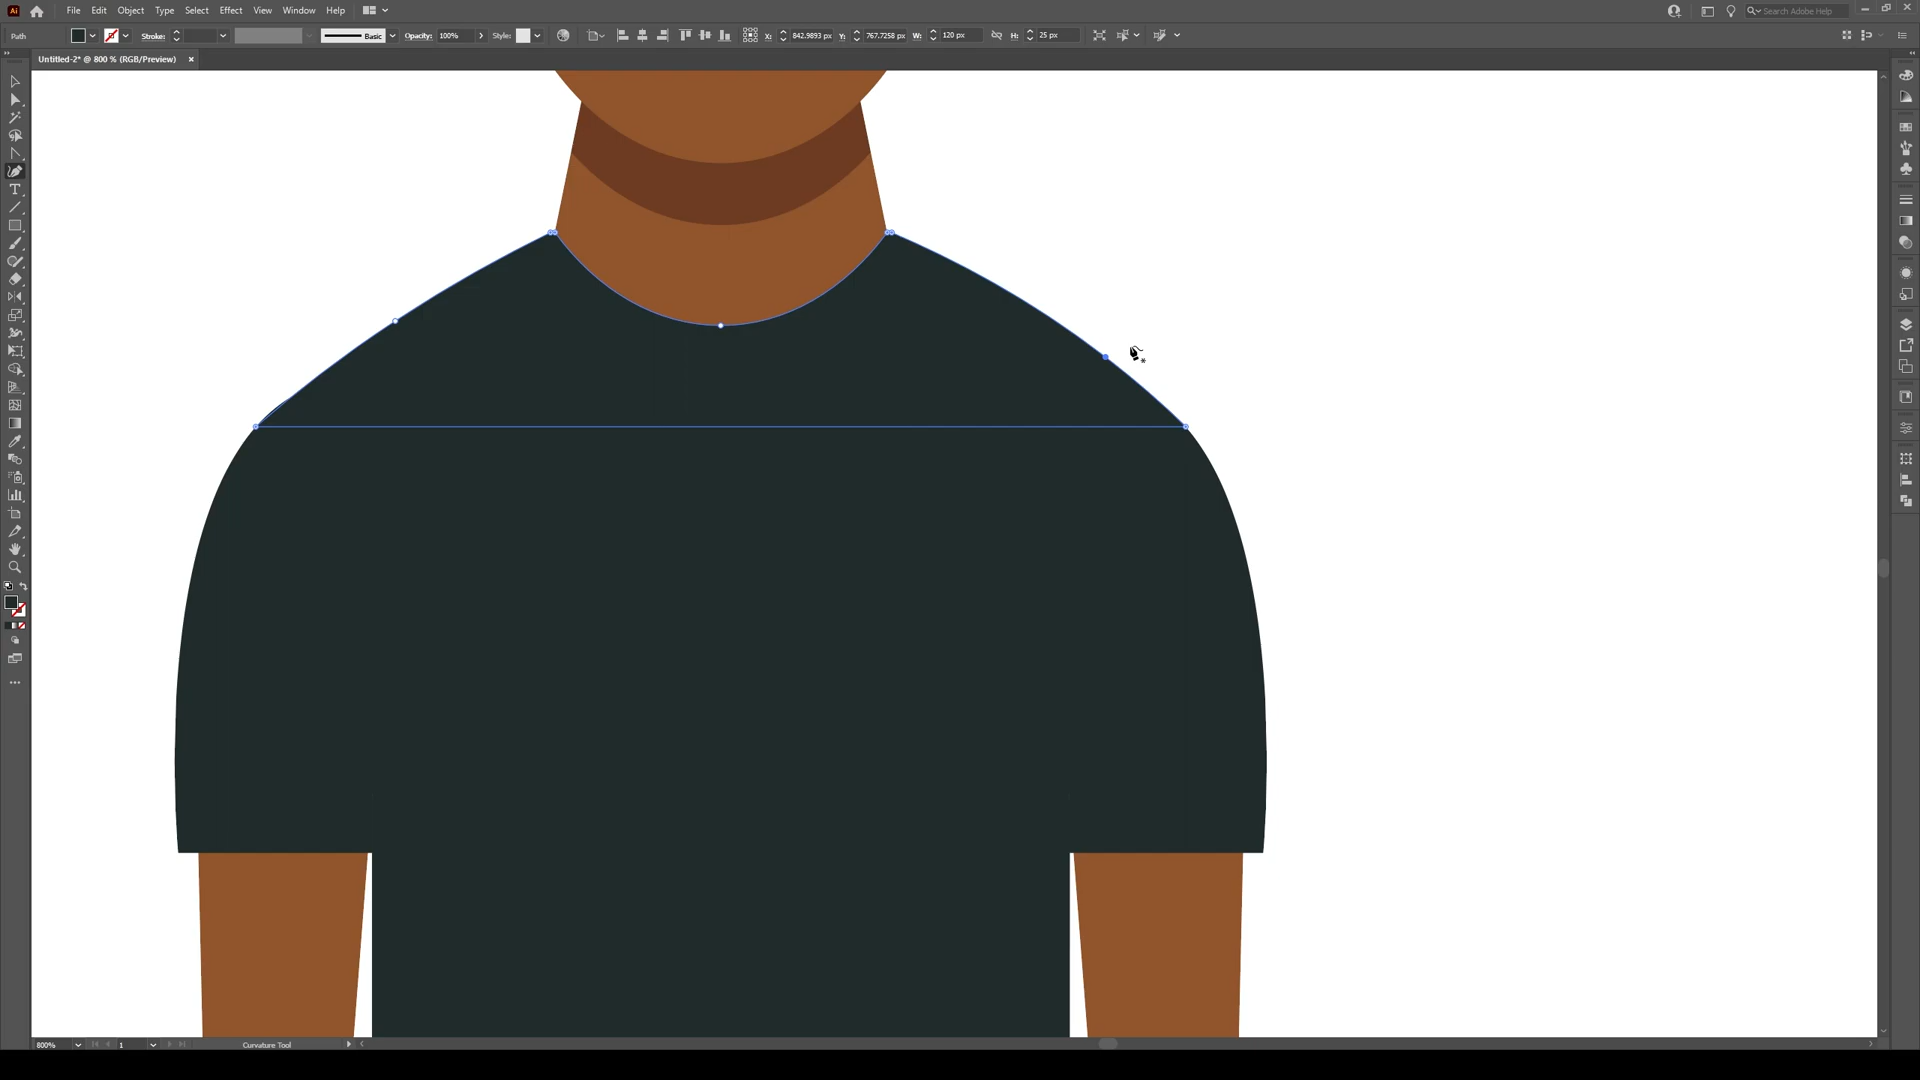 Ai File Edit Object Type Select Effect View Window Help Search Adobe Help
Path Stroke: Basic Opacity: 100% Style: X: 842.9893 px Y: 767.7258 px W: 120 px H: 25 px
Untitled-2* @ 800 % (RGB/Preview) ×
T
800% 1 Curvature Tool